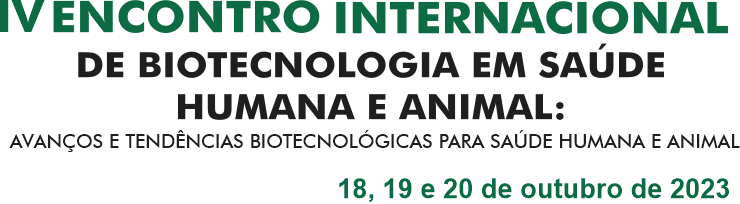 IV ENCONTRO INTERNACIONAL
DE BIOTECNOLOGIA EM SAÚDE
HUMANA E ANIMAL:
AVANÇOS E TENDÊNCIAS BIOTECNOLÓGICAS PARA SAÚDE HUMANA E ANIMAL
18, 19 e 20 de outubro de 2023